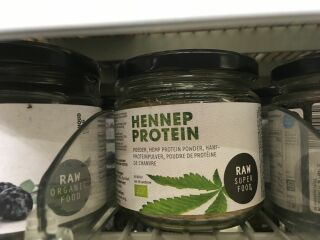 HENNEP
PROTEIN
POEDER, HEMP PROTEIN POWDER, HANF-
PROTEINPULVER, POUDRE DE PROTÉINE
DE CHANVRE
RAW
SUPER
FOOD
RAW
ORGANIC
FOOD